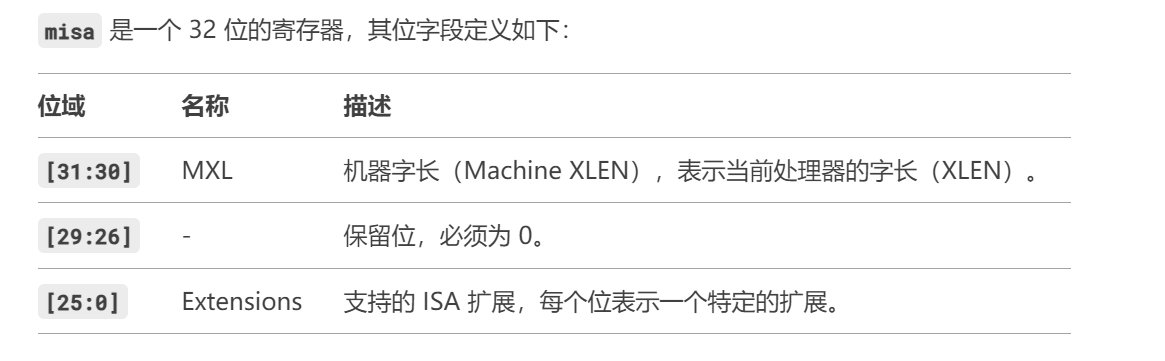 misa 是一个 32 位的寄存器，其位字段定义如下：
位域 名称 描述
[31:30] MXL 机器字长（Machine XLEN），表示当前处理器的字长（XLEN）。
[29:26] - 保留位，必须为 0。
[25:0] Extensions 支持的 ISA 扩展，每个位表示一个特定的扩展。